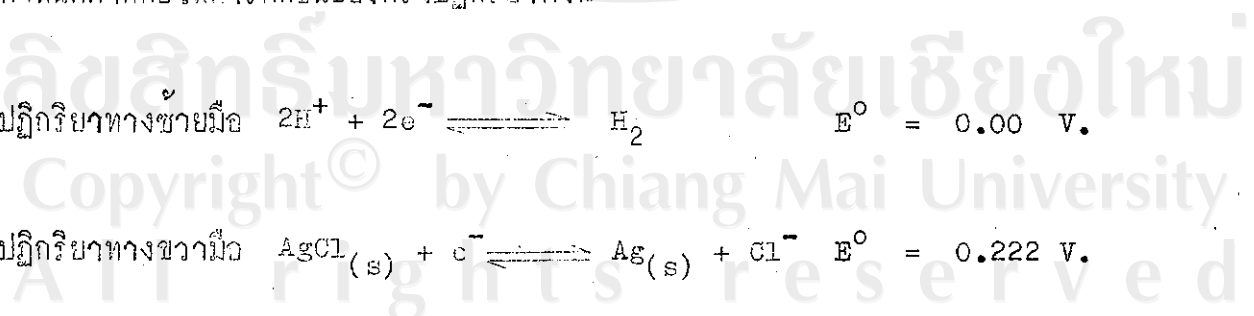 ลิขสิทธิ์มหาวิทยาลัยเชียงใหม่
ปฏิกริยาทางซ้ายมือ 2H⁺ + 2e⁻ ⇌ H₂ E° = 0.00 V.
Copyright© by Chiang Mai University
ปฏิกริยาทางขวามือ AgCl(s) + e⁻ ⇌ Ag(s) + Cl⁻ E° = 0.222 V.
All rights reserved